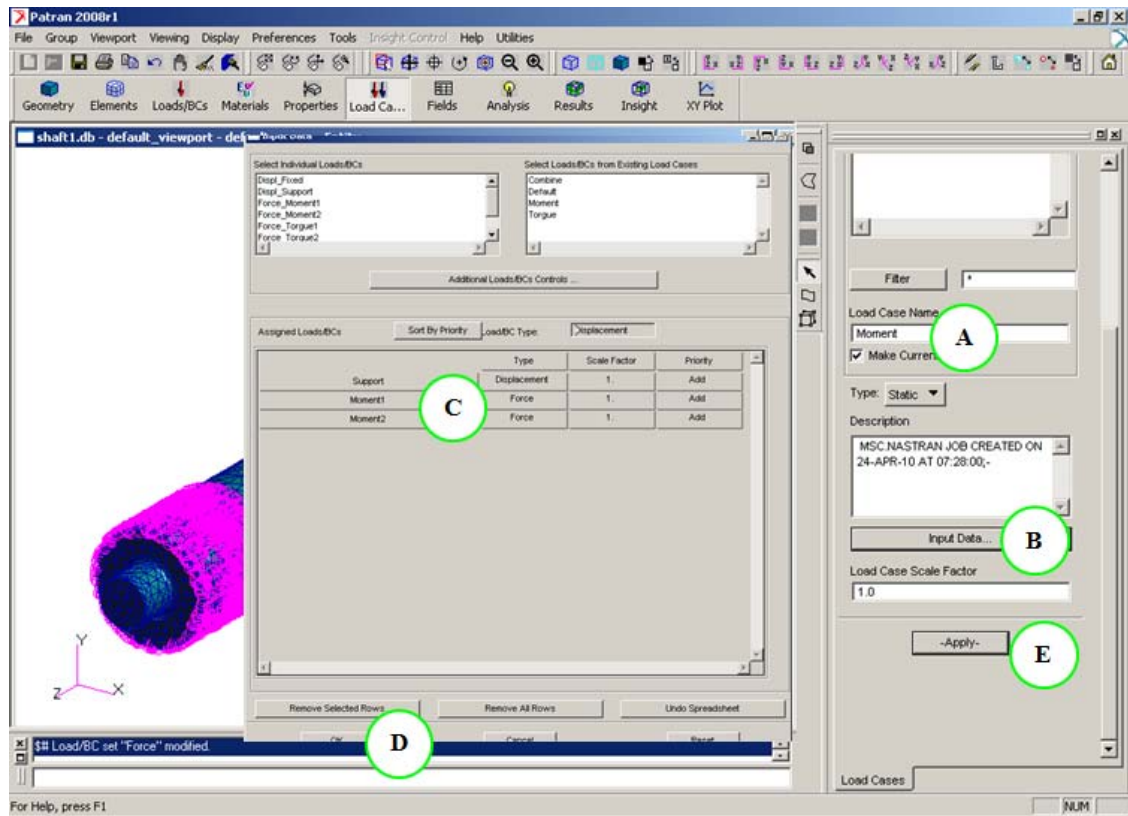 Patran 2008r1
File Group Viewport Viewing Display Preferences Tools Insight Control Help Utilities
Geometry Elements Loads/BCs Materials Properties Load Ca... Fields Analysis Results Insight XY Plot
shaft1.db - default_viewport - def
Select Individual Loads/BCs
Displ_Fixed
Displ_Support
Force_Moment1
Force_Moment2
Force_Torgue1
Force_Torque2
Select Loads/BCs from Existing Load Cases
Combine
Default
Moment
Torgue
Additional Loads/BCs Controls ...
Assigned Loads/BCs Sort By Priority Load/BC Type: Displacement
Type Scale Factor Priority
Support Displacement 1. Add
Moment1 Force 1. Add
Moment2 Force 1. Add
C
Remove Selected Rows Remove All Rows Undo Spreadsheet
OK Cancel Reset
D
Filter *
Load Case Name
Moment
A
Make Current
Type: Static
Description
MSC.NASTRAN JOB CREATED ON
24-APR-10 AT 07:28:00;-
Input Data...
B
Load Case Scale Factor
1.0
-Apply-
E
Load Cases
Y
X
Z
$# Load/BC set "Force" modified.
For Help, press F1
NUM